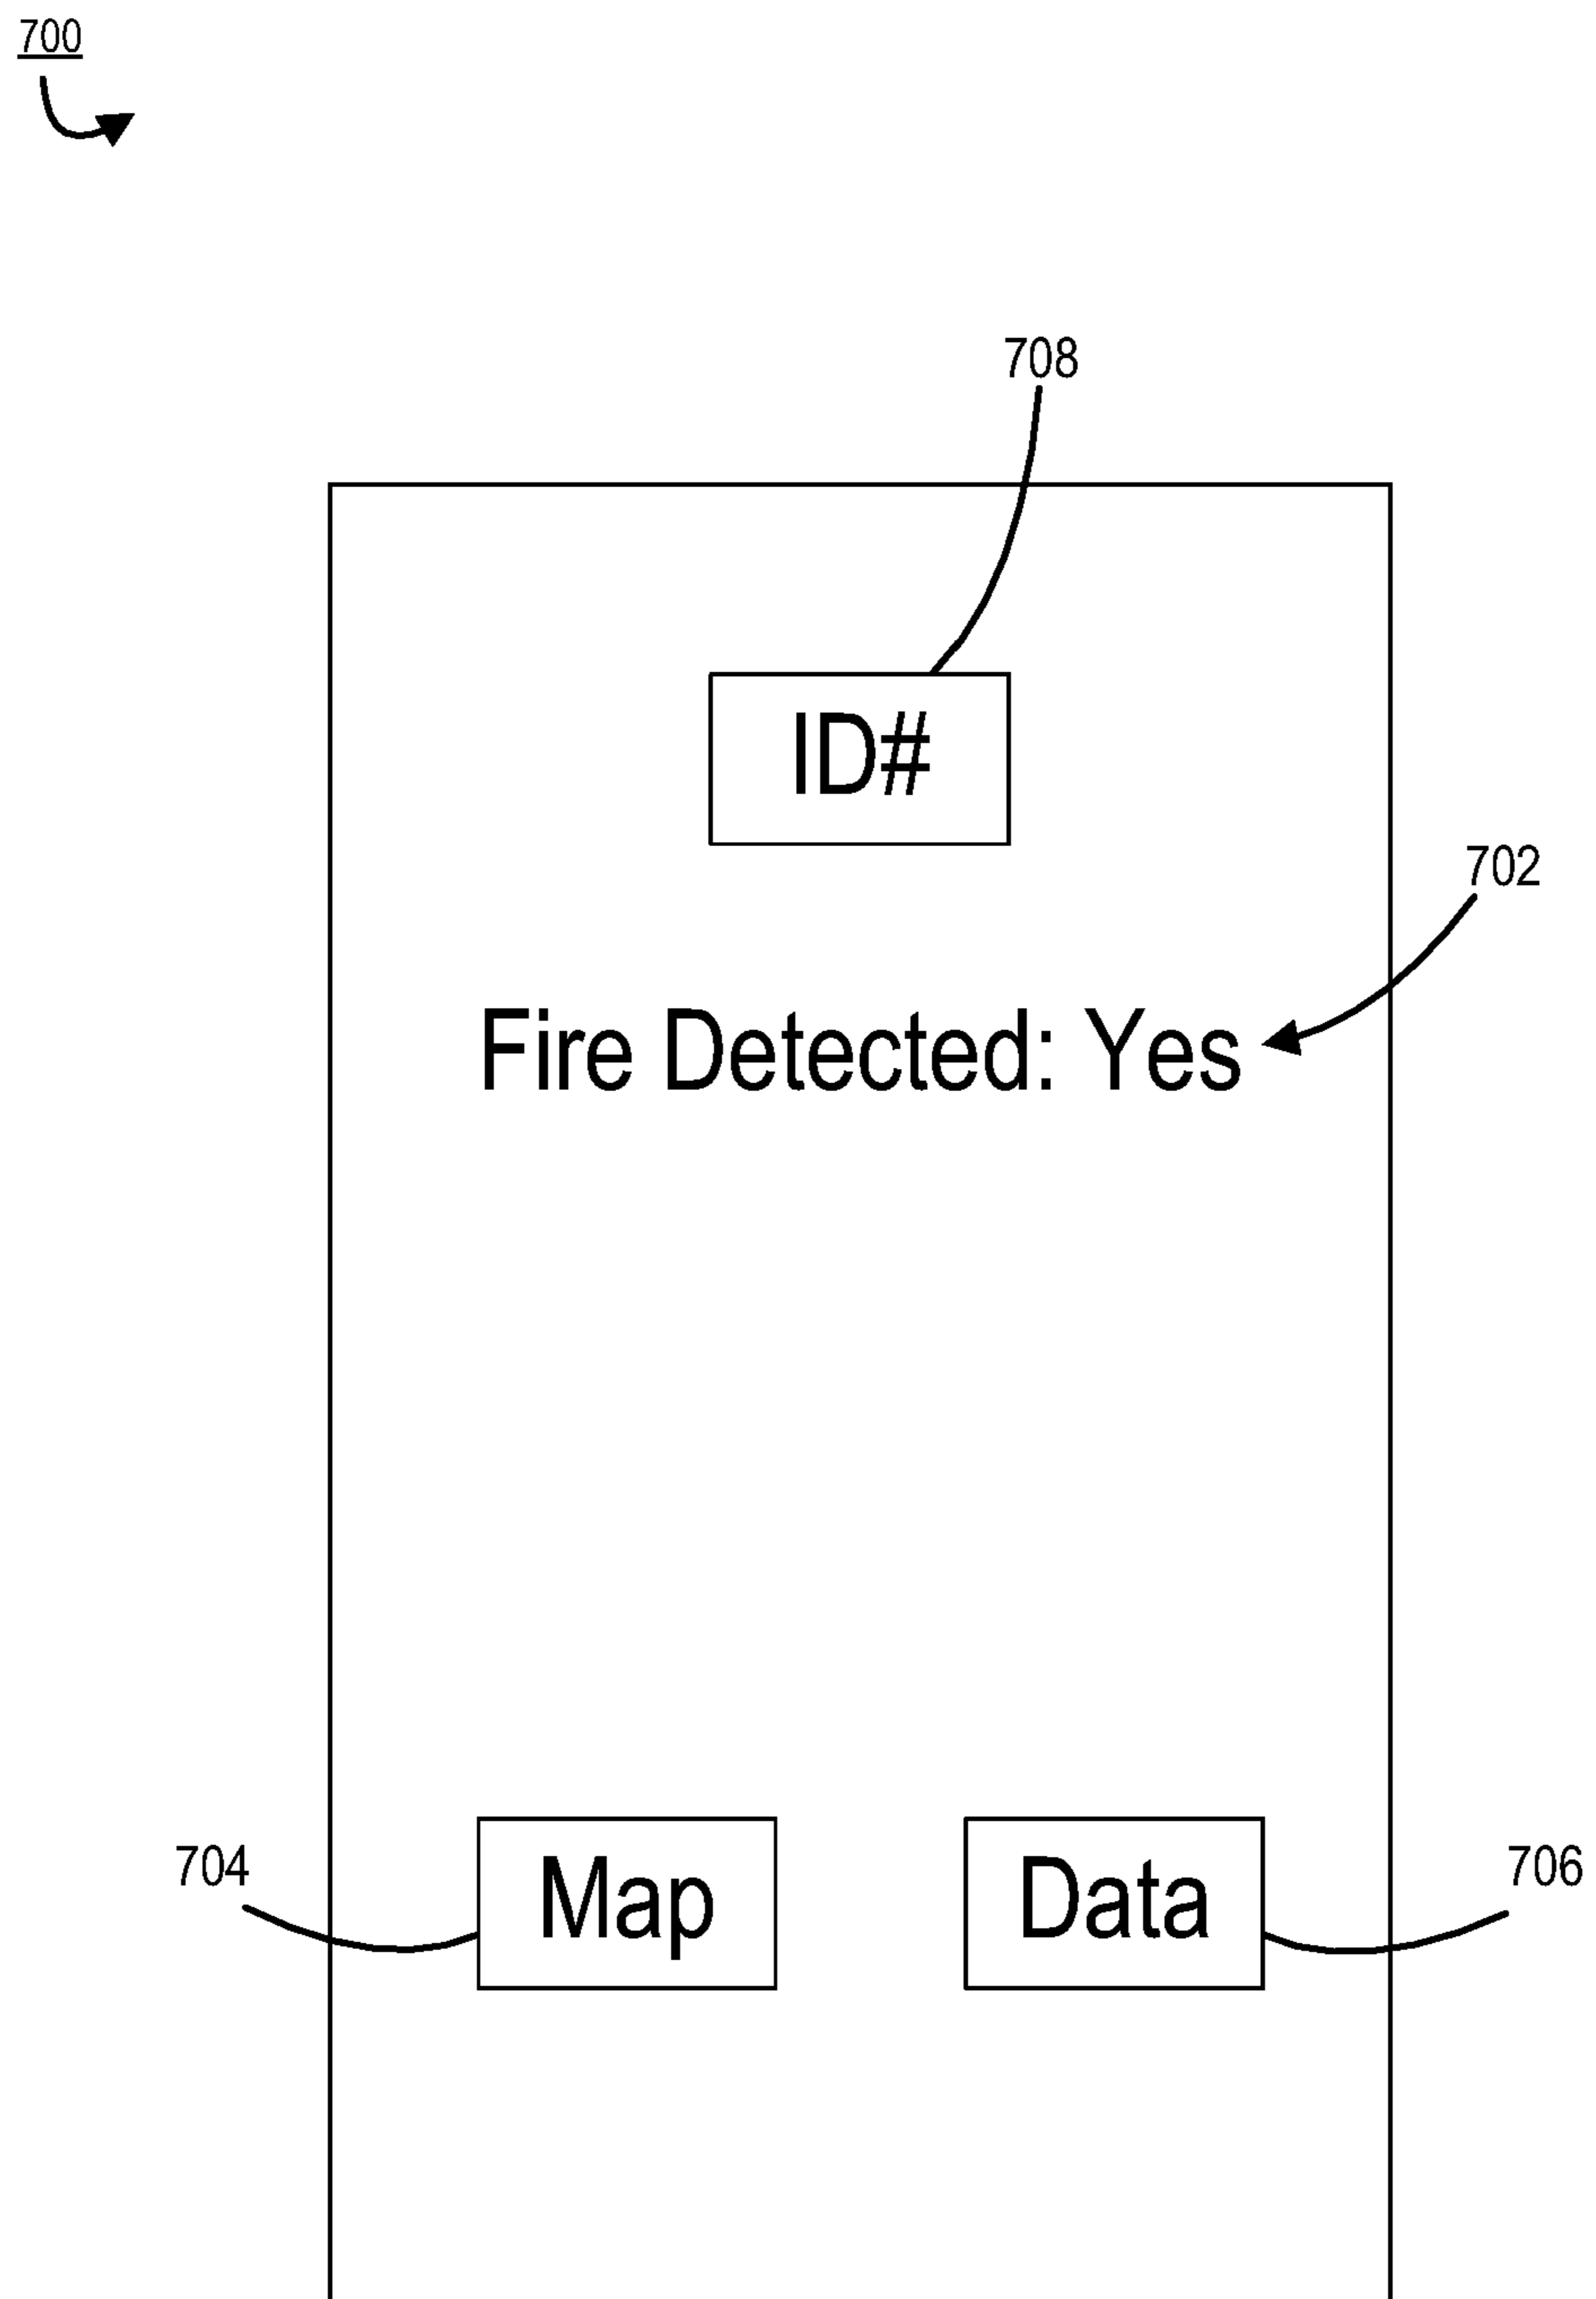 700
708
ID#
702
Fire Detected: Yes
704
Map
Data
706